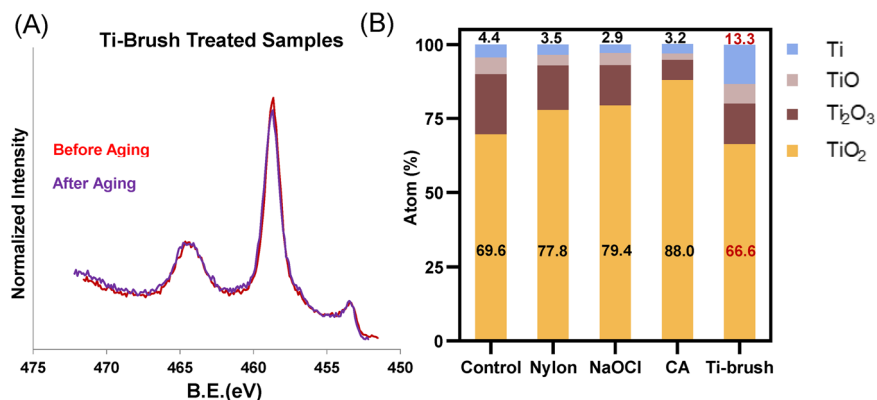 (A)
Ti-Brush Treated Samples
Before Aging
After Aging
Normalized Intensity
475 470 465 460 455 450
B.E.(eV)
(B)
4.4 3.5 2.9 3.2 13.3
100
75
50
25
0
Atom (%)
69.6 77.8 79.4 88.0 66.6
Control Nylon NaOCl CA Ti-brush
Ti
TiO
Ti₂O₃
TiO₂